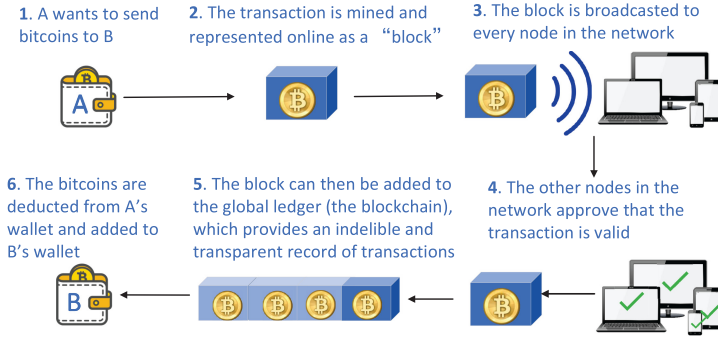 1. A wants to send
bitcoins to B
2. The transaction is mined and
represented online as a “block”
3. The block is broadcasted to
every node in the network
A
4. The other nodes in the
network approve that the
transaction is valid
5. The block can then be added to
the global ledger (the blockchain),
which provides an indelible and
transparent record of transactions
6. The bitcoins are
deducted from A’s
wallet and added to
B’s wallet
B